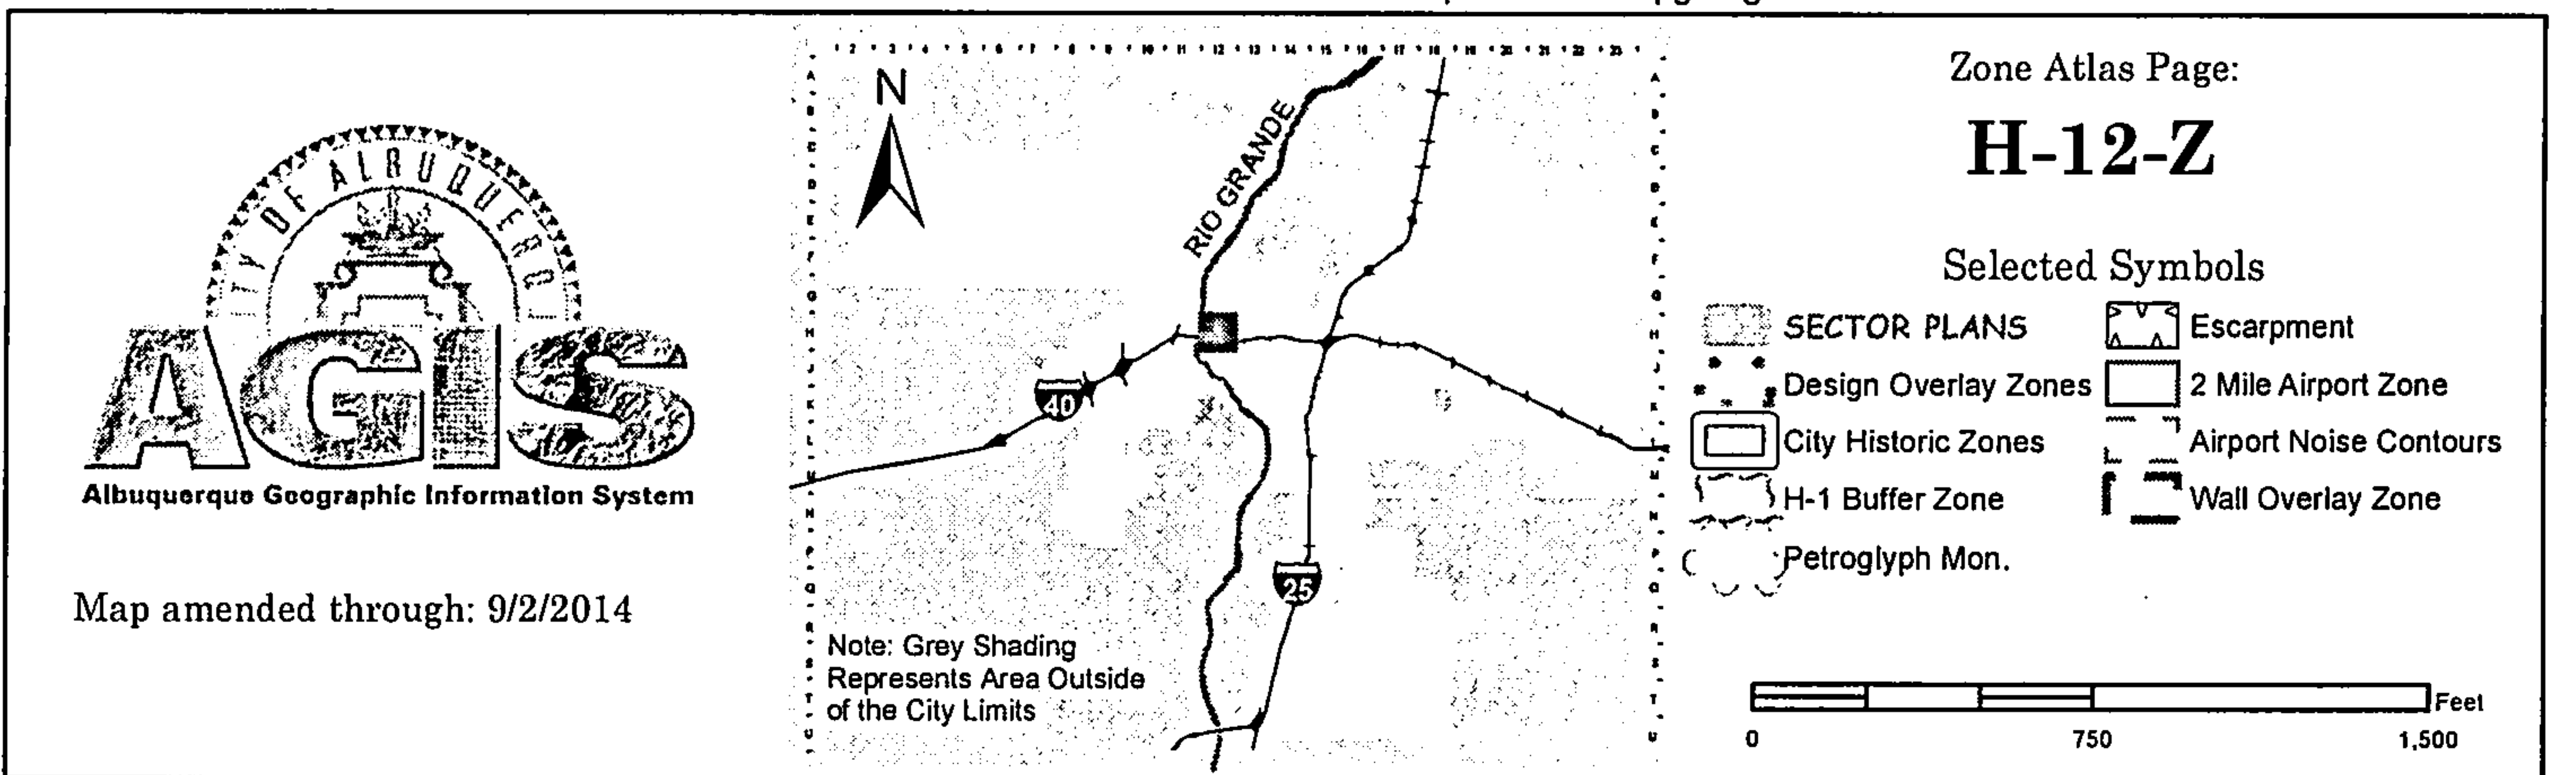 CITY OF ALBUQUERQUE
AGIS
Albuquerque Geographic Information System
Map amended through: 9/2/2014
N
RIO GRANDE
40
25
Note: Grey Shading
Represents Area Outside
of the City Limits
Zone Atlas Page:
H-12-Z
Selected Symbols
SECTOR PLANS
Escarpment
Design Overlay Zones
2 Mile Airport Zone
City Historic Zones
Airport Noise Contours
H-1 Buffer Zone
Wall Overlay Zone
Petroglyph Mon.
Feet
0 750 1,500